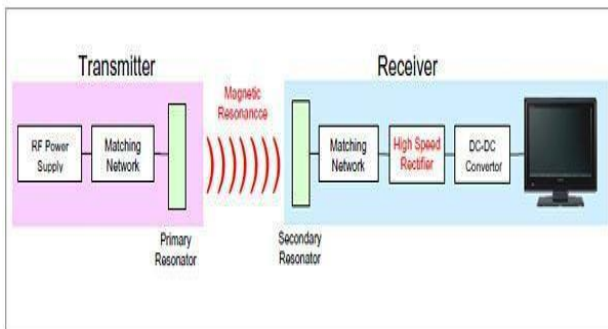 Transmitter
Receiver
Magnetic
Resonancce
RF Power
Supply
Matching
Network
Matching
Network
High Speed
Rectifier
DC-DC
Convertor
Primary
Resonator
Secondary
Resonator